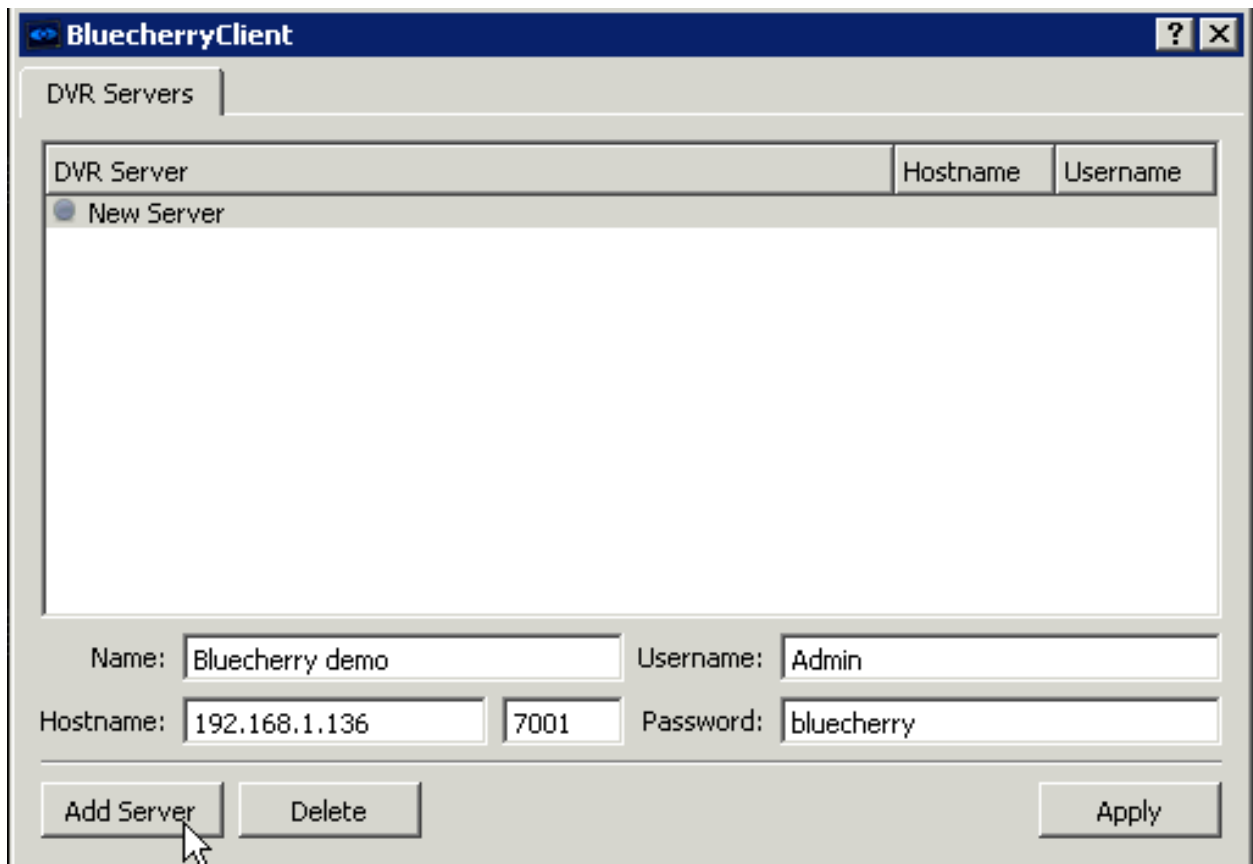 BluecherryClient
DVR Servers
DVR Server Hostname Username
New Server
Name: Bluecherry demo Username: Admin
Hostname: 192.168.1.136 7001 Password: bluecherry
Add Server Delete Apply